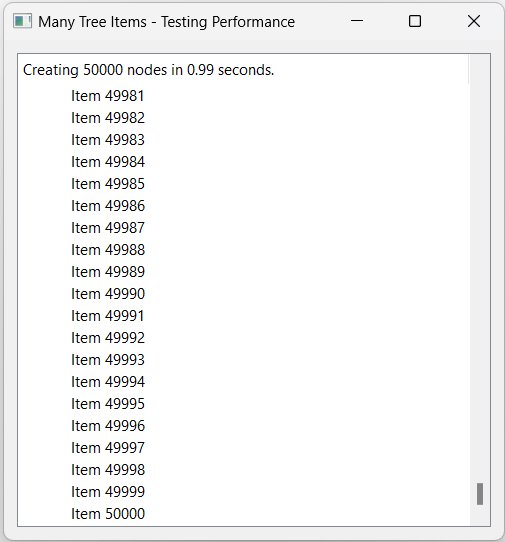 Many Tree Items - Testing Performance
Creating 50000 nodes in 0.99 seconds.
Item 49981
Item 49982
Item 49983
Item 49984
Item 49985
Item 49986
Item 49987
Item 49988
Item 49989
Item 49990
Item 49991
Item 49992
Item 49993
Item 49994
Item 49995
Item 49996
Item 49997
Item 49998
Item 49999
Item 50000